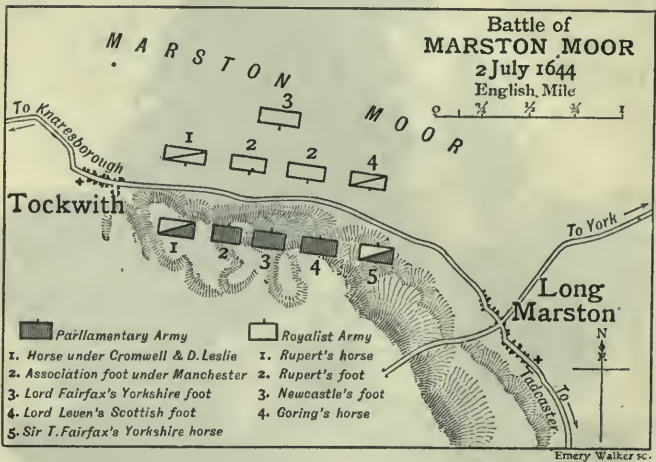 Battle of
MARSTON MOOR
2 July 1644
English Mile
0 ¼ ½ ¾ 1
MARSTON MOOR
3
1 2 2 4
To Knaresborough
Tockwith
1 2 3 4 5
To York
Long
Marston
N
To Tadcaster
Parliamentary Army
1. Horse under Cromwell & D. Leslie
2. Association foot under Manchester
3. Lord Fairfax's Yorkshire foot
4. Lord Leven's Scottish foot
5. Sir T. Fairfax's Yorkshire horse
Royalist Army
1. Rupert's horse
2. Rupert's foot
3. Newcastle's foot
4. Goring's horse
Emery Walker sc.